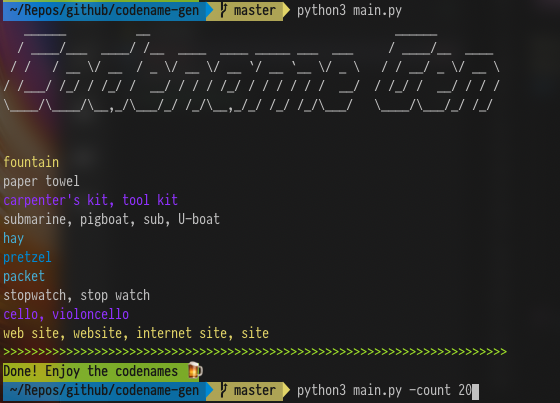 ~/Repos/github/codename-gen master python3 main.py
Codename Gen
fountain
paper towel
carpenter's kit, tool kit
submarine, pigboat, sub, U-boat
hay
pretzel
packet
stopwatch, stop watch
cello, violoncello
web site, website, internet site, site
>>>>>>>>>>>>>>>>>>>>>>>>>>>>>>>>>>>>>>>>>>>>>>>>>>>>>>>>>>>>>>>>>>>>>>>>
Done! Enjoy the codenames 🍺
~/Repos/github/codename-gen master python3 main.py -count 20